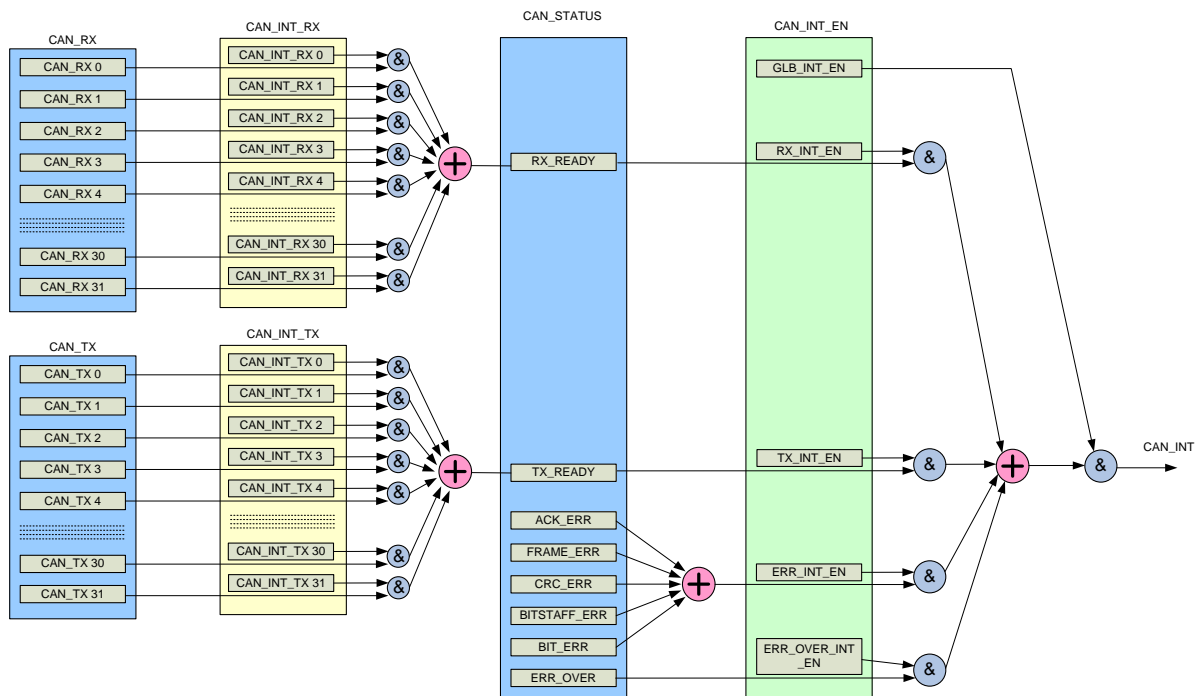 CAN_RX
CAN_RX 0
CAN_RX 1
CAN_RX 2
CAN_RX 3
CAN_RX 4
CAN_RX 30
CAN_RX 31
CAN_INT_RX
CAN_INT_RX 0
CAN_INT_RX 1
CAN_INT_RX 2
CAN_INT_RX 3
CAN_INT_RX 4
CAN_INT_RX 30
CAN_INT_RX 31
&
&
&
&
&
&
&
+
CAN_TX
CAN_TX 0
CAN_TX 1
CAN_TX 2
CAN_TX 3
CAN_TX 4
CAN_TX 30
CAN_TX 31
CAN_INT_TX
CAN_INT_TX 0
CAN_INT_TX 1
CAN_INT_TX 2
CAN_INT_TX 3
CAN_INT_TX 4
CAN_INT_TX 30
CAN_INT_TX 31
&
&
&
&
&
&
&
+
CAN_STATUS
RX_READY
TX_READY
ACK_ERR
FRAME_ERR
CRC_ERR
BITSTAFF_ERR
BIT_ERR
ERR_OVER
+
CAN_INT_EN
GLB_INT_EN
RX_INT_EN
TX_INT_EN
ERR_INT_EN
ERR_OVER_INT
_EN
&
&
&
&
+
&
CAN_INT